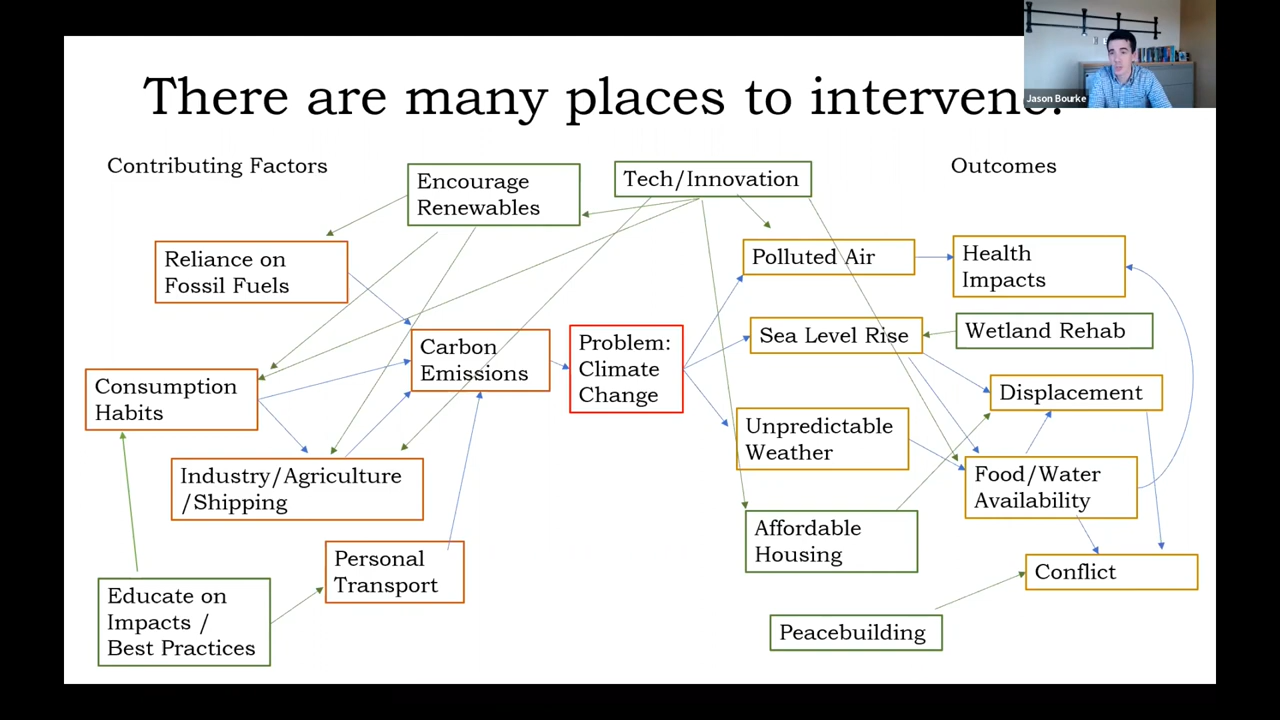 There are many places to intervene.
Jason Bourke
Contributing Factors
Outcomes
Encourage
Renewables
Tech/Innovation
Reliance on
Fossil Fuels
Polluted Air
Health
Impacts
Carbon
Emissions
Problem:
Climate
Change
Sea Level Rise
Wetland Rehab
Consumption
Habits
Displacement
Unpredictable
Weather
Industry/Agriculture
/Shipping
Food/Water
Availability
Affordable
Housing
Personal
Transport
Conflict
Educate on
Impacts /
Best Practices
Peacebuilding